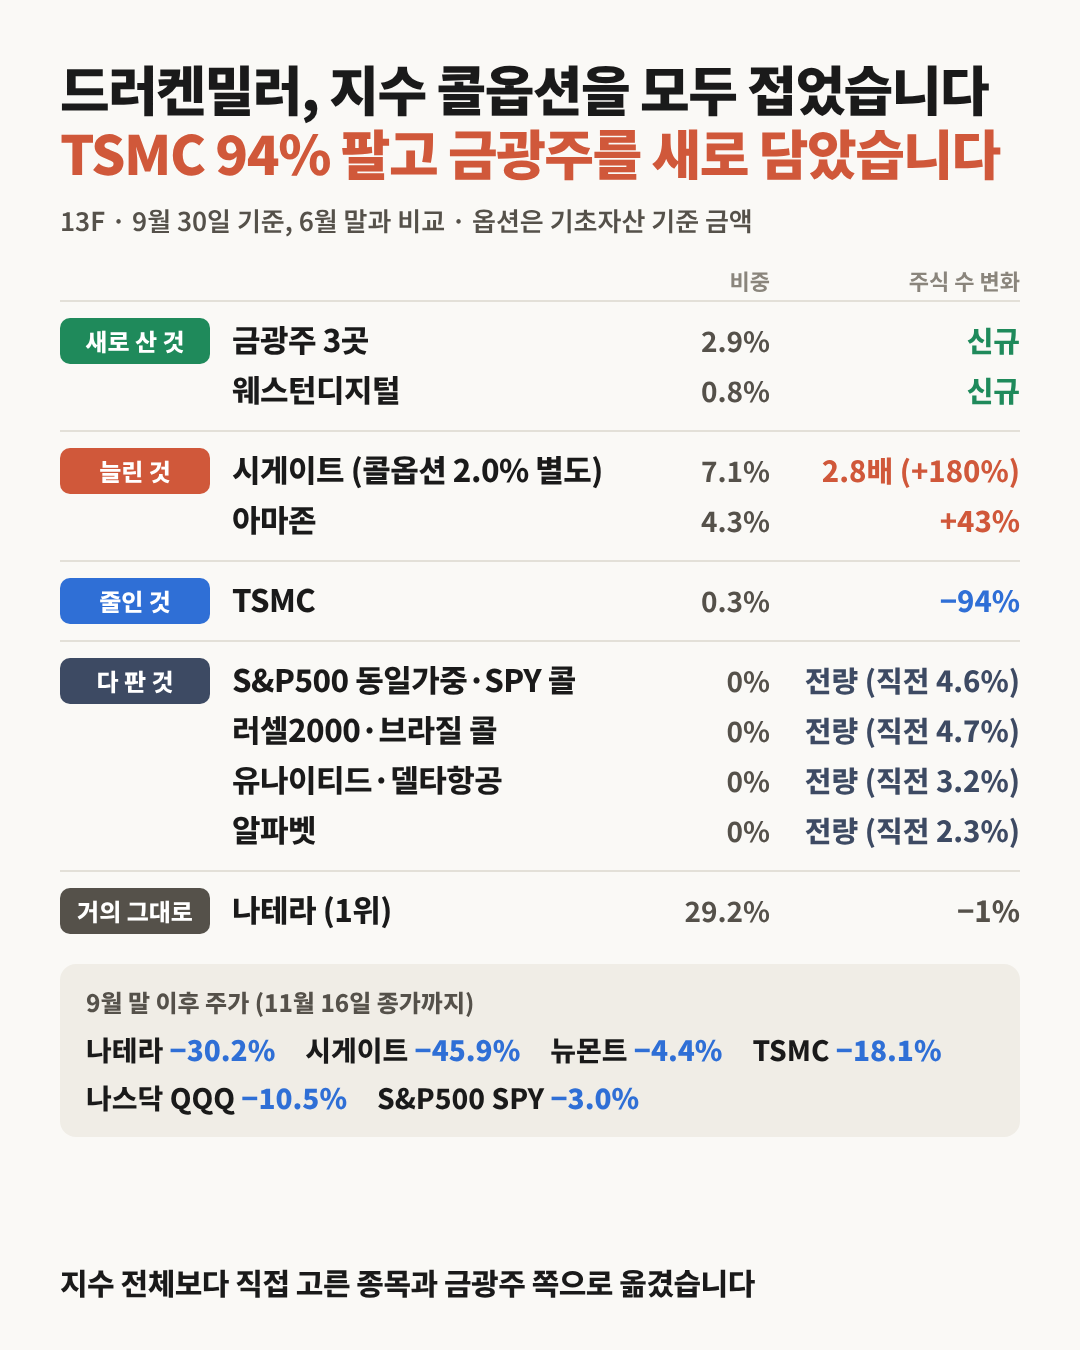 드러켄밀러, 지수 콜옵션을 모두 접었습니다
TSMC 94% 팔고 금광주를 새로 담았습니다
13F · 9월 30일 기준, 6월 말과 비교 · 옵션은 기초자산 기준 금액
비중 주식 수 변화
새로 산 것 금광주 3곳 2.9% 신규
웨스턴디지털 0.8% 신규
늘린 것 시게이트 (콜옵션 2.0% 별도) 7.1% 2.8배 (+180%)
아마존 4.3% +43%
줄인 것 TSMC 0.3% −94%
다 판 것 S&P500 동일가중·SPY 콜 0% 전량 (직전 4.6%)
러셀2000·브라질 콜 0% 전량 (직전 4.7%)
유나이티드·델타항공 0% 전량 (직전 3.2%)
알파벳 0% 전량 (직전 2.3%)
거의 그대로 나테라 (1위) 29.2% −1%
9월 말 이후 주가 (11월 16일 종가까지)
나테라 −30.2% 시게이트 −45.9% 뉴몬트 −4.4% TSMC −18.1%
나스닥 QQQ −10.5% S&P500 SPY −3.0%
지수 전체보다 직접 고른 종목과 금광주 쪽으로 옮겼습니다